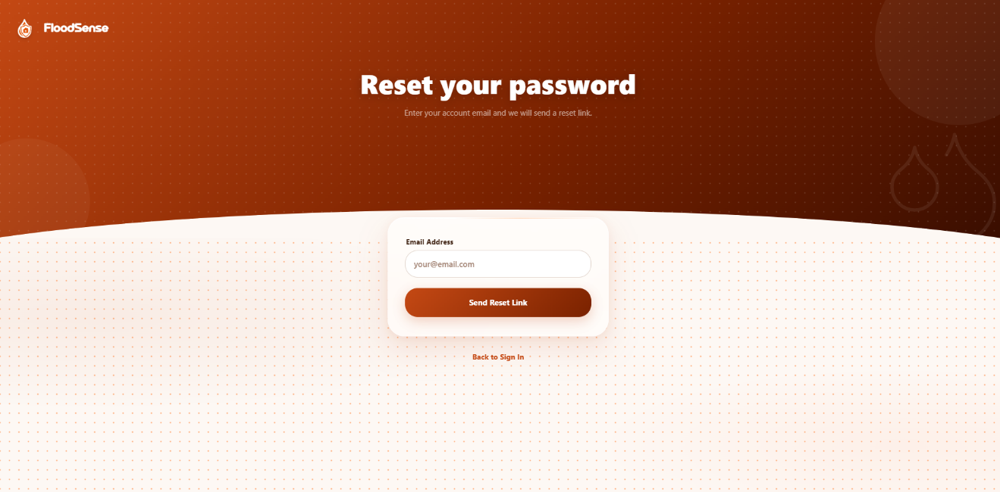 FloodSense
Reset your password
Enter your account email and we will send a reset link.
Email Address
your@email.com
Send Reset Link
Back to Sign In